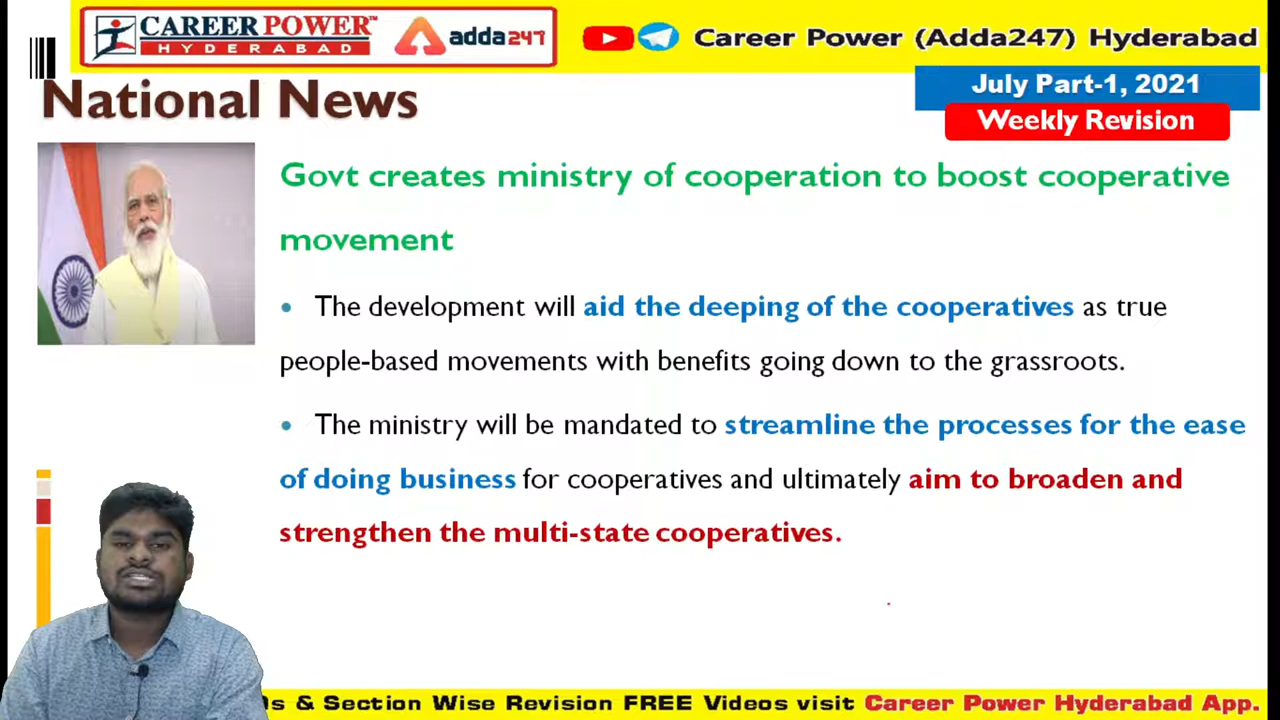 CAREER POWER™
HYDERABAD
adda247
Career Power (Adda247) Hyderabad
National News
July Part-1, 2021
Weekly Revision
Govt creates ministry of cooperation to boost cooperative
movement
• The development will aid the deeping of the cooperatives as true
people-based movements with benefits going down to the grassroots.
• The ministry will be mandated to streamline the processes for the ease
of doing business for cooperatives and ultimately aim to broaden and
strengthen the multi-state cooperatives.
& Section Wise Revision FREE Videos visit Career Power Hyderabad App.